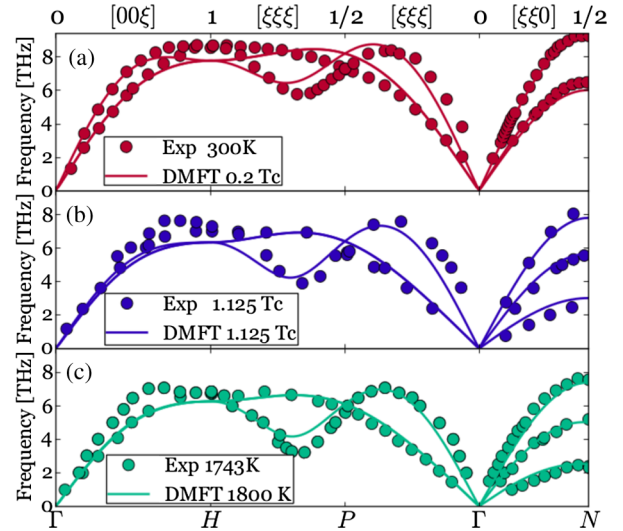 0 [00ξ] 1 [ξξξ] 1/2 [ξξξ] 0 [ξξ0] 1/2
(a)
Frequency [THz]
8
6
4
2
0
Exp 300K
DMFT 0.2 Tc
(b)
Frequency [THz]
8
6
4
2
0
Exp 1.125 Tc
DMFT 1.125 Tc
(c)
Frequency [THz]
8
6
4
2
0
Exp 1743K
DMFT 1800 K
Γ H P Γ N